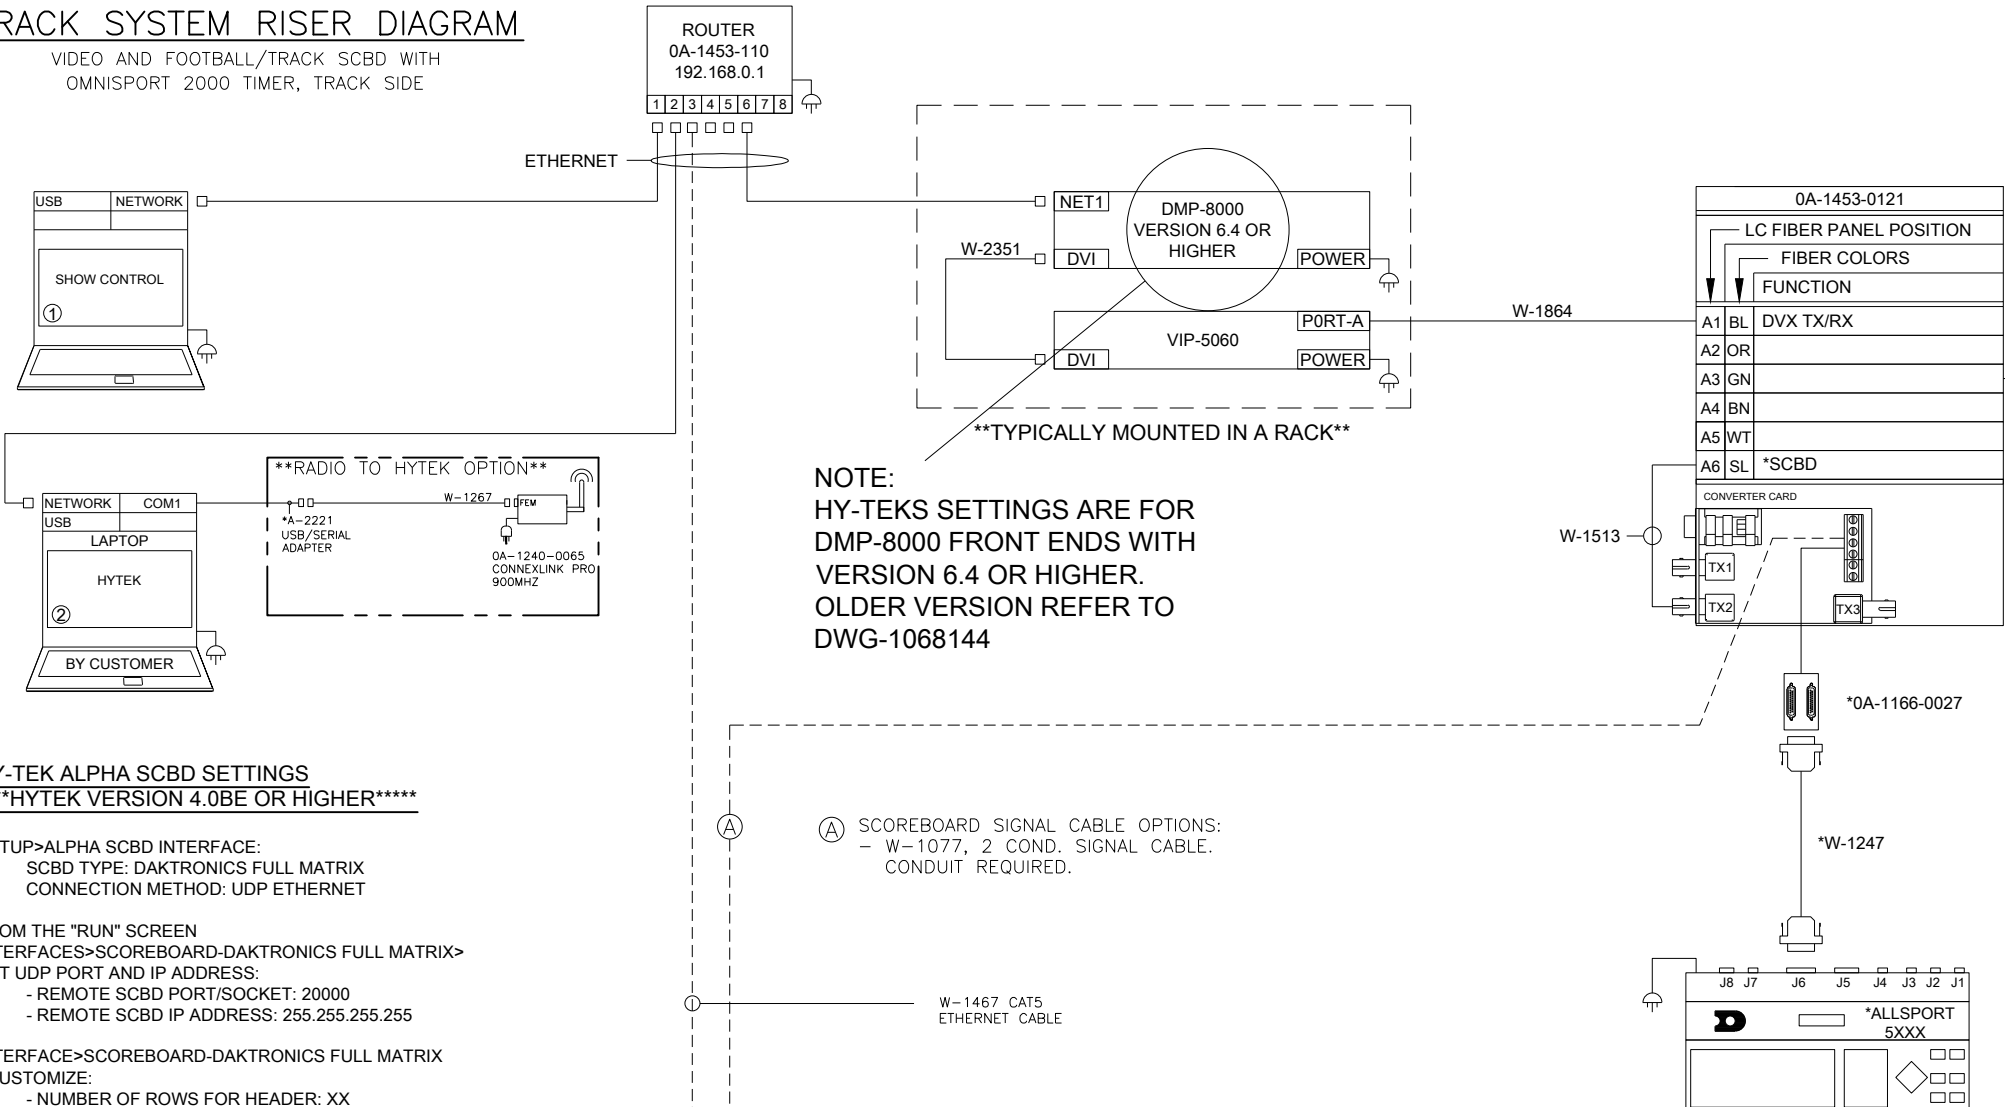 RACK SYSTEM RISER DIAGRAM
VIDEO AND FOOTBALL/TRACK SCBD WITH
OMNISPORT 2000 TIMER, TRACK SIDE
ROUTER
0A-1453-110
192.168.0.1
1 2 3 4 5 6 7 8
ETHERNET
USB NETWORK
SHOW CONTROL
1
NETWORK COM1
USB
LAPTOP
HYTEK
2
BY CUSTOMER
**RADIO TO HYTEK OPTION**
W-1267
FEM
*A-2221
USB/SERIAL
ADAPTER
0A-1240-0065
CONNEXLINK PRO
900MHZ
NET1
DMP-8000
VERSION 6.4 OR
HIGHER
W-2351
DVI
POWER
P0RT-A
VIP-5060
DVI
POWER
**TYPICALLY MOUNTED IN A RACK**
W-1864
NOTE:
HY-TEKS SETTINGS ARE FOR
DMP-8000 FRONT ENDS WITH
VERSION 6.4 OR HIGHER.
OLDER VERSION REFER TO
DWG-1068144
0A-1453-0121
LC FIBER PANEL POSITION
FIBER COLORS
FUNCTION
A1 BL DVX TX/RX
A2 OR
A3 GN
A4 BN
A5 WT
A6 SL *SCBD
CONVERTER CARD
W-1513
TX1
TX2
TX3
*0A-1166-0027
*W-1247
J8 J7 J6 J5 J4 J3 J2 J1
*ALLSPORT
5XXX
Y-TEK ALPHA SCBD SETTINGS
**HYTEK VERSION 4.0BE OR HIGHER*****
TUP>ALPHA SCBD INTERFACE:
SCBD TYPE: DAKTRONICS FULL MATRIX
CONNECTION METHOD: UDP ETHERNET
OM THE "RUN" SCREEN
TERFACES>SCOREBOARD-DAKTRONICS FULL MATRIX>
T UDP PORT AND IP ADDRESS:
- REMOTE SCBD PORT/SOCKET: 20000
- REMOTE SCBD IP ADDRESS: 255.255.255.255
TERFACE>SCOREBOARD-DAKTRONICS FULL MATRIX
USTOMIZE:
- NUMBER OF ROWS FOR HEADER: XX
A
A SCOREBOARD SIGNAL CABLE OPTIONS:
- W-1077, 2 COND. SIGNAL CABLE.
CONDUIT REQUIRED.
W-1467 CAT5
ETHERNET CABLE